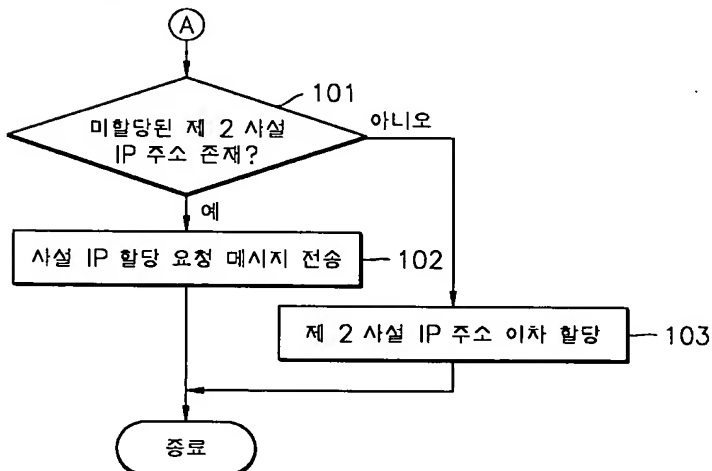 A
101
미할당된 제 2 사설
IP 주소 존재?
아니오
예
사설 IP 할당 요청 메시지 전송
102
제 2 사설 IP 주소 이차 할당
103
종료